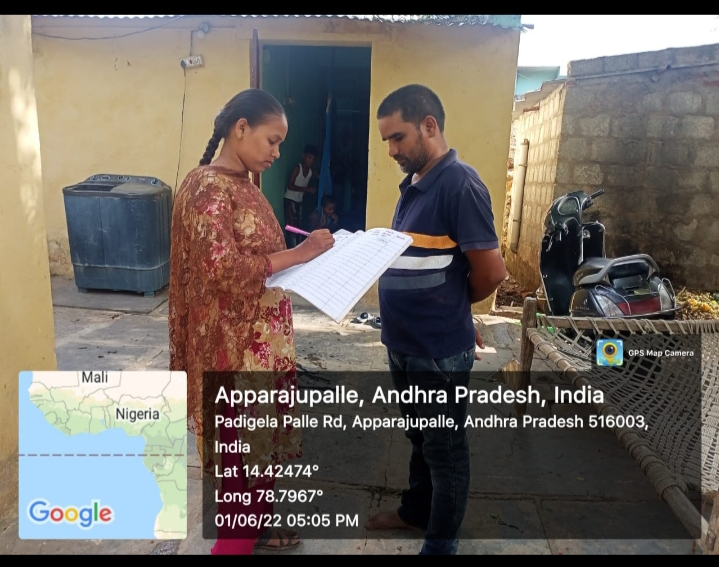 GPS Map Camera
Mali
Nigeria
Google
Apparajupalle, Andhra Pradesh, India
Padigela Palle Rd, Apparajupalle, Andhra Pradesh 516003,
India
Lat 14.42474°
Long 78.7967°
01/06/22 05:05 PM